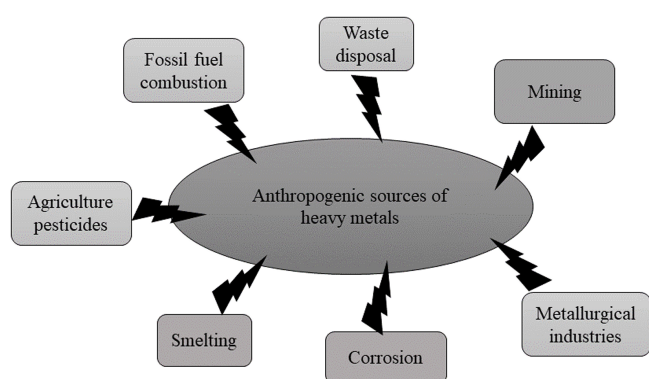 Waste
disposal
Fossil fuel
combustion
Mining
Anthropogenic sources of
heavy metals
Agriculture
pesticides
Metallurgical
industries
Smelting
Corrosion